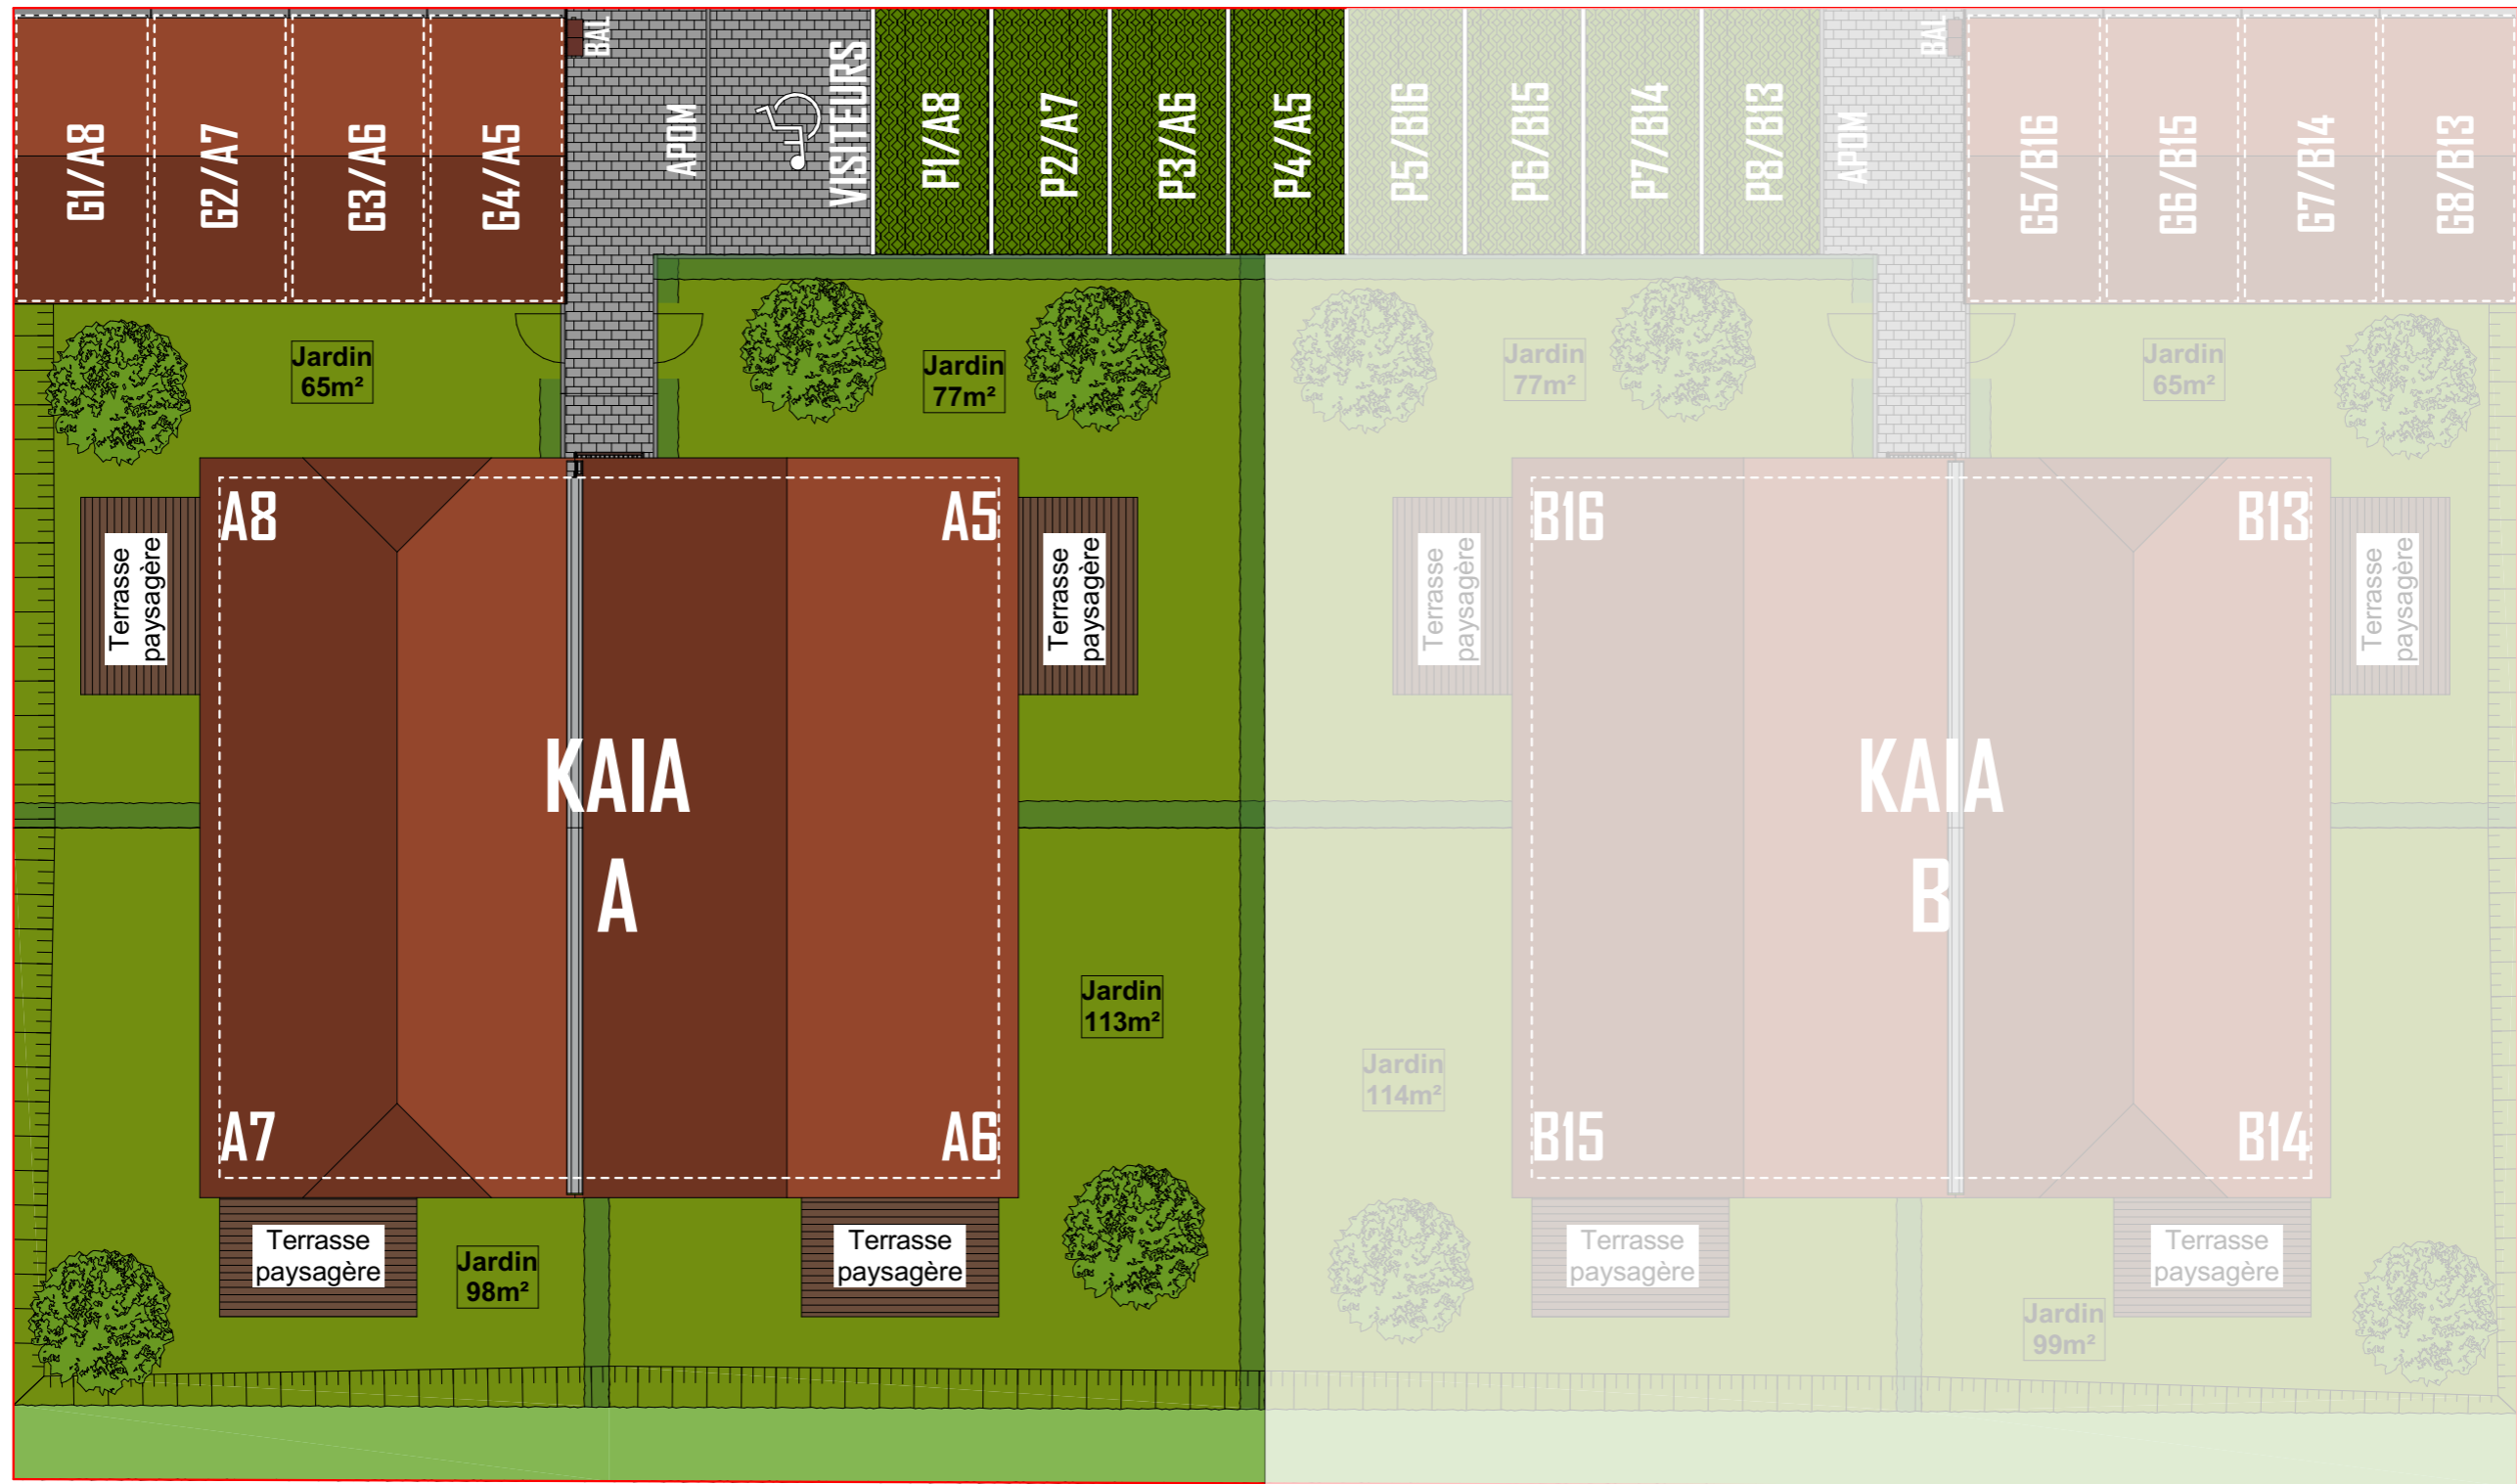 G1/A8
G2/A7
G3/A6
G4/A5
BAL
APDM
VISITEURS
P1/A8
P2/A7
P3/A6
P4/A5
P5/B16
P6/B15
P7/B14
P8/B13
APDM
BAL
G5/B16
G6/B15
G7/B14
G8/B13
Jardin
65m²
Jardin
77m²
Jardin
77m²
Jardin
65m²
A8
A5
B16
B13
Terrasse
paysagère
Terrasse
paysagère
Terrasse
paysagère
Terrasse
paysagère
KAIA
A
KAIA
B
Jardin
113m²
Jardin
114m²
A7
A6
B15
B14
Terrasse
paysagère
Jardin
98m²
Terrasse
paysagère
Terrasse
paysagère
Jardin
99m²
Terrasse
paysagère